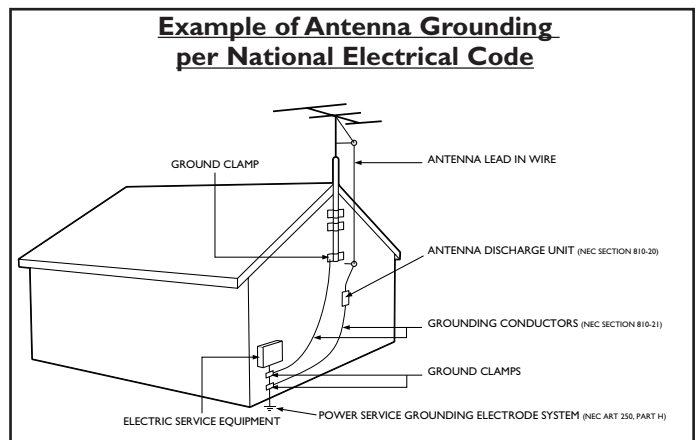 Example of Antenna Grounding
per National Electrical Code
GROUND CLAMP
ANTENNA LEAD IN WIRE
ANTENNA DISCHARGE UNIT (NEC SECTION 810-20)
GROUNDING CONDUCTORS (NEC SECTION 810-21)
GROUND CLAMPS
POWER SERVICE GROUNDING ELECTRODE SYSTEM (NEC ART 250, PART H)
ELECTRIC SERVICE EQUIPMENT